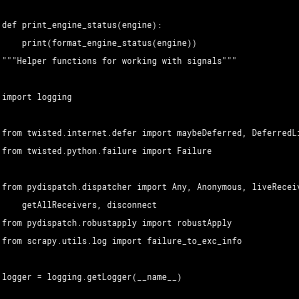 def print_engine_status(engine):
print(format_engine_status(engine))
"""Helper functions for working with signals"""
import logging
from twisted.internet.defer import maybeDeferred, DeferredLi
from twisted.python.failure import Failure
from pydispatch.dispatcher import Any, Anonymous, liveReceiv
getAllReceivers, disconnect
from pydispatch.robustapply import robustApply
from scrapy.utils.log import failure_to_exc_info
logger = logging.getLogger(__name__)